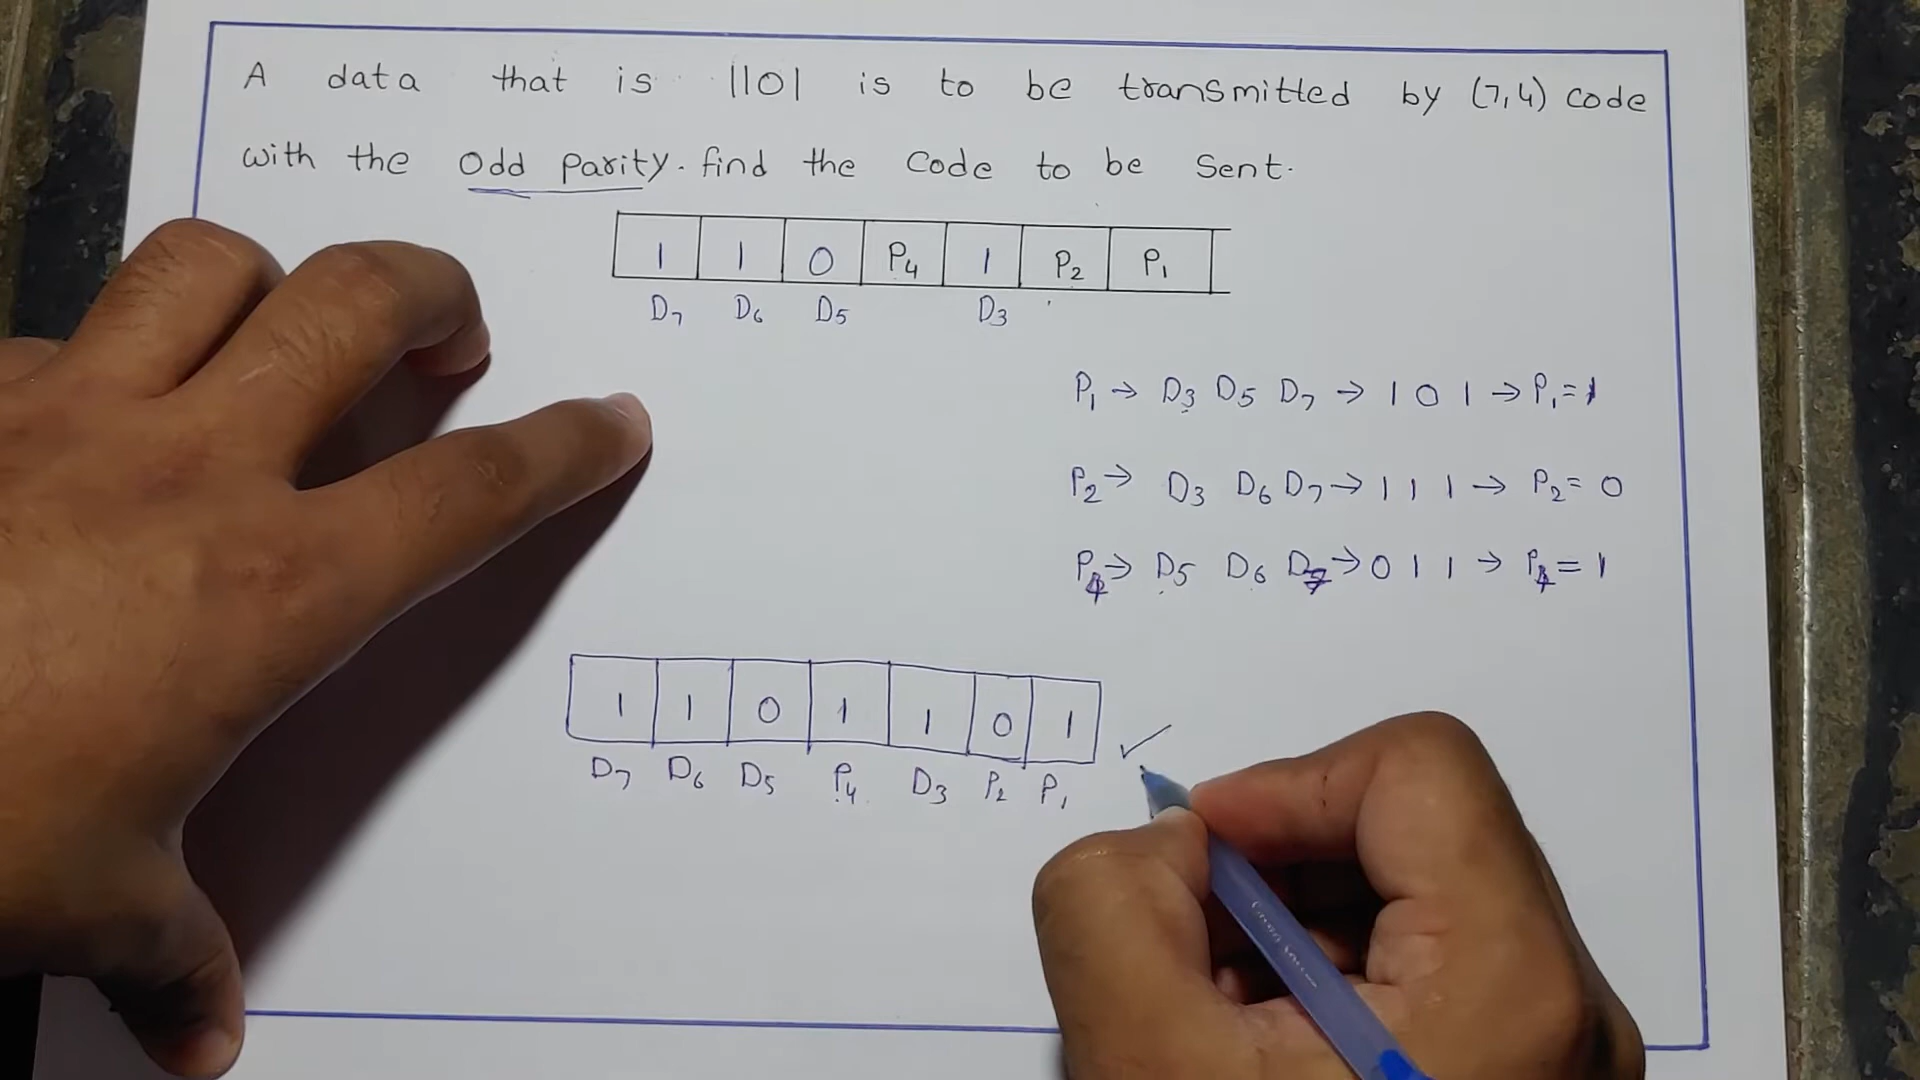 A data that is 1101 is to be transmitted by (7,4) code
with the odd parity. find the code to be sent.
1 1 0 P4 1 P2 P1
D7 D6 D5 D3
P1 → D3 D5 D7 → 1 0 1 → P1 = 1
P2 → D3 D6 D7 → 1 1 1 → P2 = 0
P4 → D5 D6 D7 → 0 1 1 → P4 = 1
1 1 0 1 1 0 1 ✓
D7 D6 D5 P4 D3 P2 P1